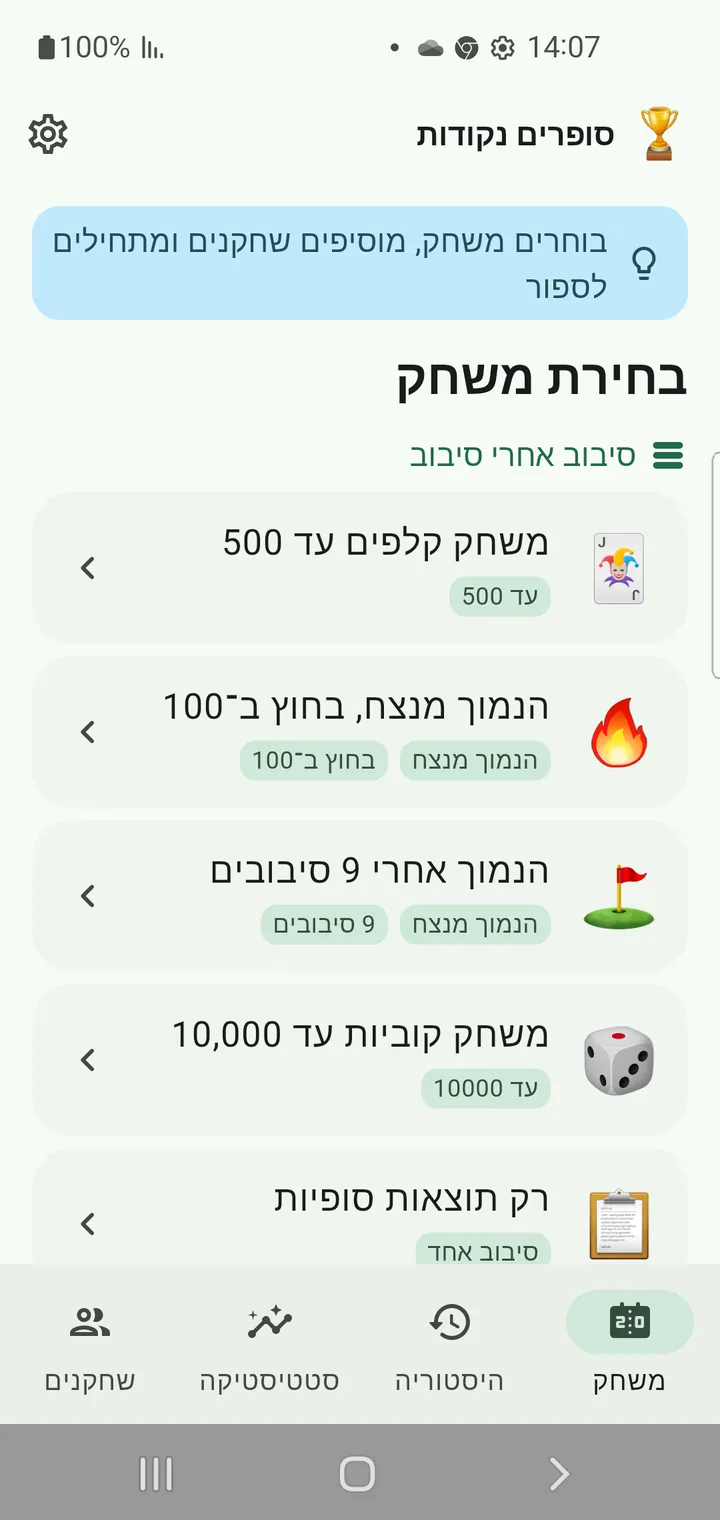 100% 14:07
סופרים נקודות
בוחרים משחק, מוסיפים שחקנים ומתחילים
לספור
בחירת משחק
סיבוב אחרי סיבוב
משחק קלפים עד 500
עד 500
הנמוך מנצח, בחוץ ב־100
הנמוך מנצח בחוץ ב־100
הנמוך אחרי 9 סיבובים
הנמוך מנצח 9 סיבובים
משחק קוביות עד 10,000
עד 10000
רק תוצאות סופיות
סיבוב אחד
משחק היסטוריה סטטיסטיקה שחקנים